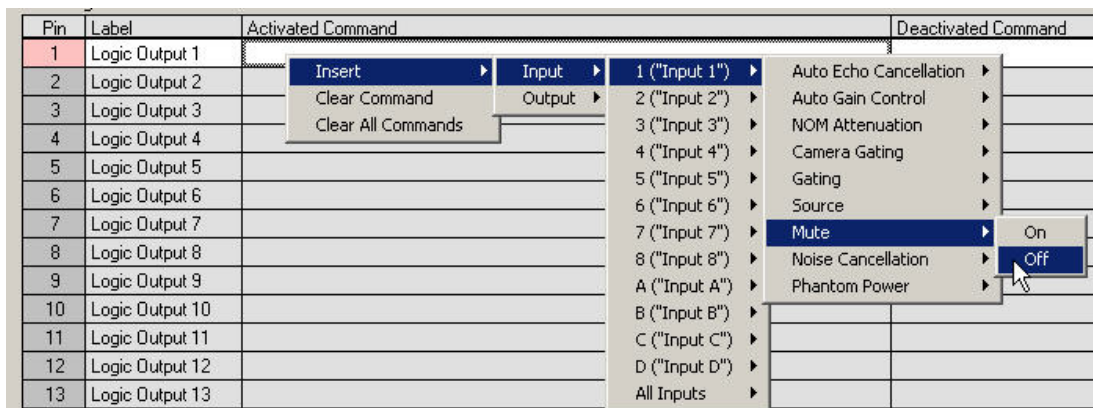 Pin Label Activated Command Deactivated Command
1 Logic Output 1
2 Logic Output 2
3 Logic Output 3
4 Logic Output 4
5 Logic Output 5
6 Logic Output 6
7 Logic Output 7
8 Logic Output 8
9 Logic Output 9
10 Logic Output 10
11 Logic Output 11
12 Logic Output 12
13 Logic Output 13
Insert
Clear Command
Clear All Commands
Input
Output
1 ("Input 1")
2 ("Input 2")
3 ("Input 3")
4 ("Input 4")
5 ("Input 5")
6 ("Input 6")
7 ("Input 7")
8 ("Input 8")
A ("Input A")
B ("Input B")
C ("Input C")
D ("Input D")
All Inputs
Auto Echo Cancellation
Auto Gain Control
NOM Attenuation
Camera Gating
Gating
Source
Mute
Noise Cancellation
Phantom Power
On
Off